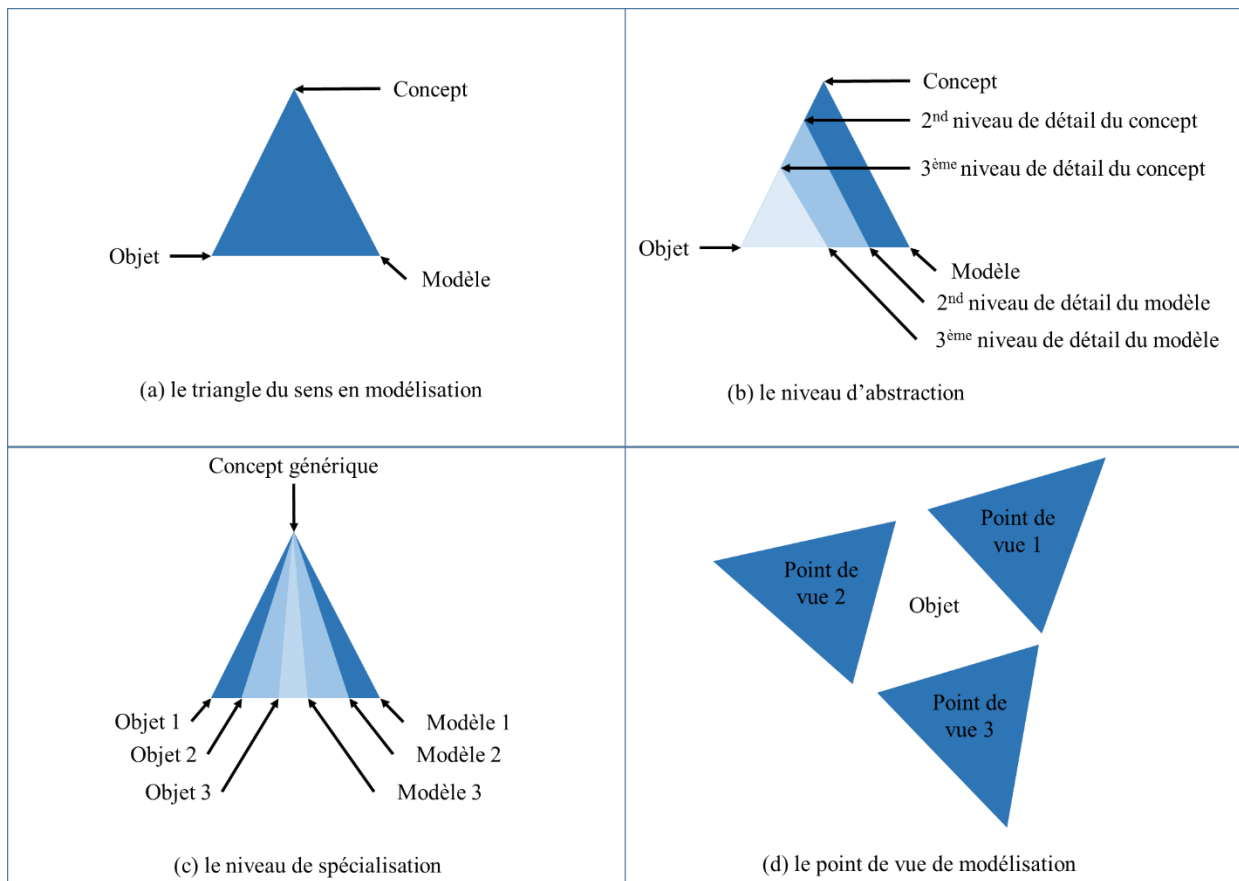 Concept
Objet
Modèle
(a) le triangle du sens en modélisation
Concept
2nd niveau de détail du concept
3ème niveau de détail du concept
Objet
Modèle
2nd niveau de détail du modèle
3ème niveau de détail du modèle
(b) le niveau d’abstraction
Concept générique
Objet 1
Modèle 1
Objet 2
Modèle 2
Objet 3
Modèle 3
(c) le niveau de spécialisation
Point de
vue 1
Point de
vue 2
Objet
Point de
vue 3
(d) le point de vue de modélisation